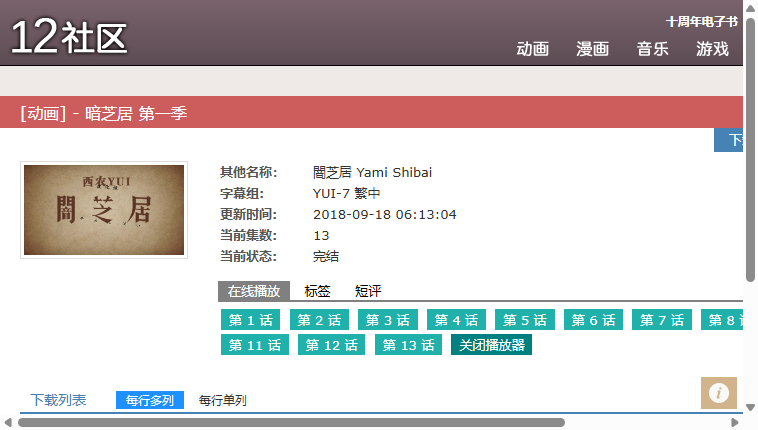 12社区
十周年电子书
动画 漫画 音乐 游戏
[动画] - 暗芝居 第一季
西农YUI
闇芝居
其他名称: 闇芝居 Yami Shibai
字幕组: YUI-7 繁中
更新时间: 2018-09-18 06:13:04
当前集数: 13
当前状态: 完结
在线播放 标签 短评
第 1 话 第 2 话 第 3 话 第 4 话 第 5 话 第 6 话 第 7 话 第 8
第 11 话 第 12 话 第 13 话 关闭播放器
下载列表 每行多列 每行单列